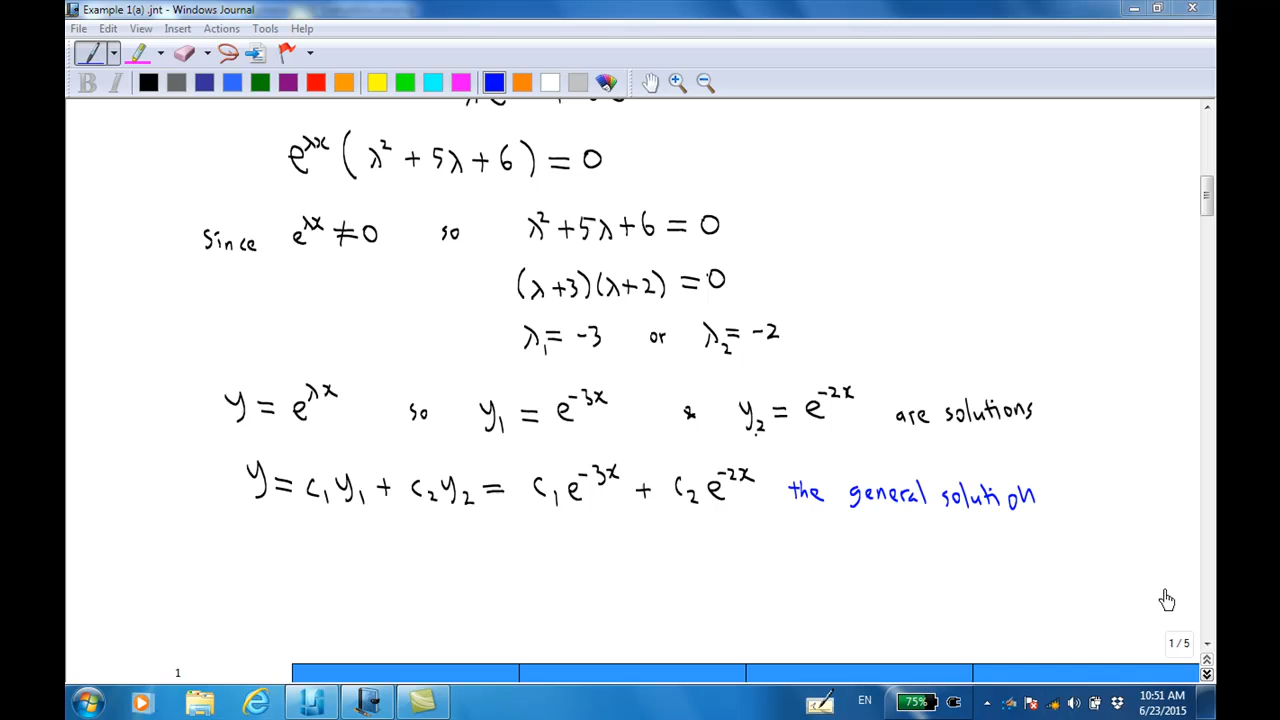 Example 1(a) .jnt - Windows Journal
File Edit View Insert Actions Tools Help
B I
e^λx (λ² + 5λ + 6) = 0
Since e^λx ≠ 0 so λ² + 5λ + 6 = 0
(λ + 3)(λ + 2) = 0
λ₁ = -3 or λ₂ = -2
y = e^λx so y₁ = e^-3x & y₂ = e^-2x are solutions
y = c₁y₁ + c₂y₂ = c₁e^-3x + c₂e^-2x the general solution
1 / 5
1
EN 75% 10:51 AM
6/23/2015